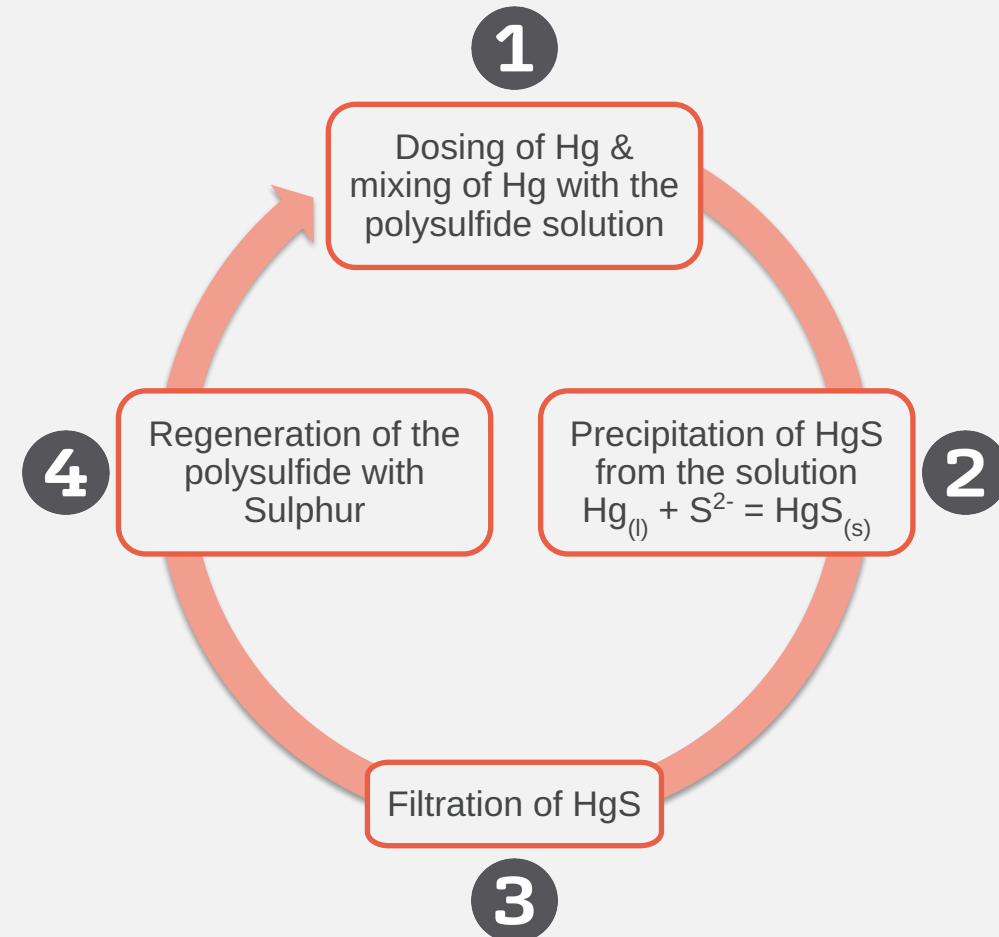 1
Dosing of Hg &
mixing of Hg with the
polysulfide solution
2
Precipitation of HgS
from the solution
Hg(l) + S2- = HgS(s)
3
Filtration of HgS
4
Regeneration of the
polysulfide with
Sulphur